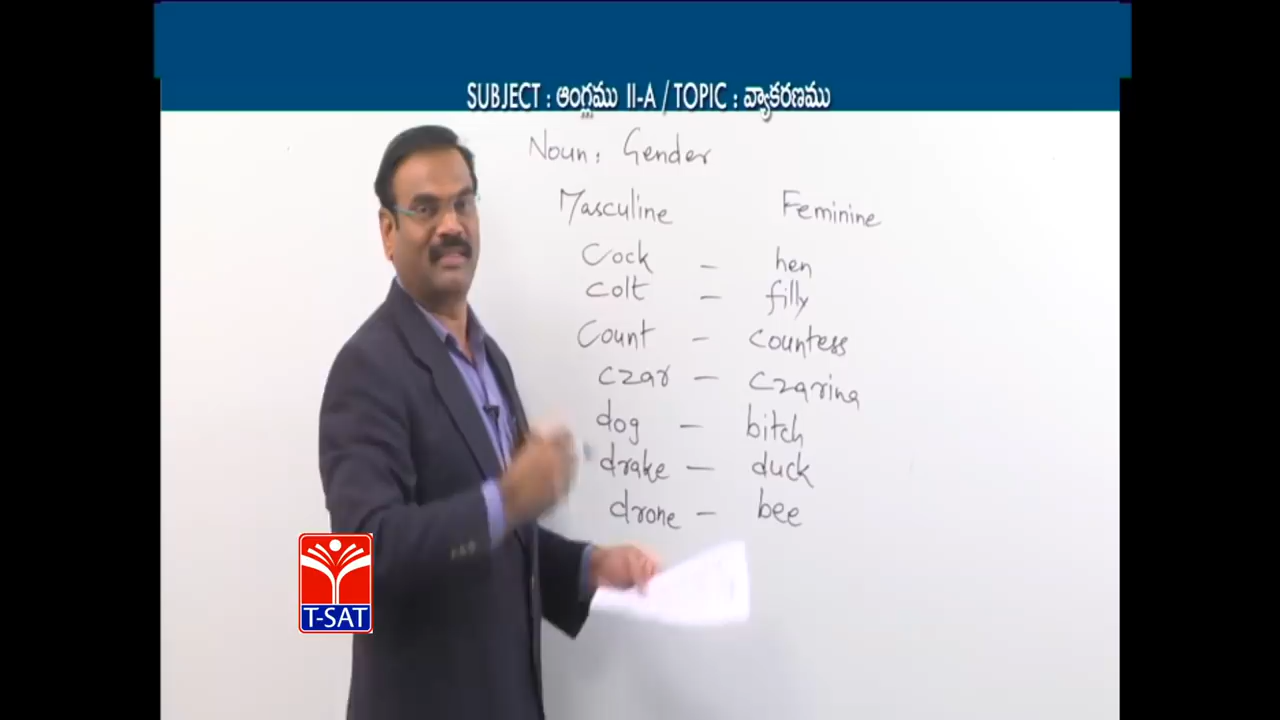 SUBJECT : ఆంగ్లము II-A / TOPIC : వ్యాకరణము
Noun: Gender
Masculine Feminine
Cock – hen
Colt – filly
Count – countess
czar – czarina
dog – bitch
drake – duck
drone – bee
T-SAT